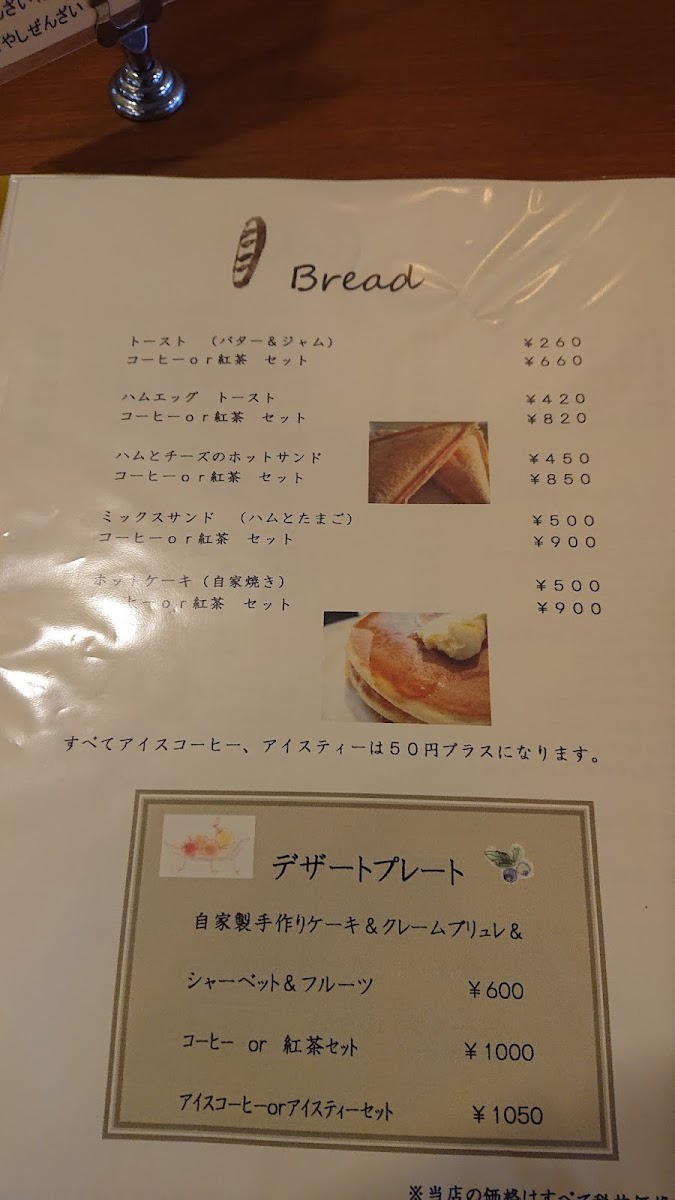 やしぜんざい
Bread
トースト （バター＆ジャム） ￥２６０
コーヒーｏｒ紅茶 セット ￥６６０
ハムエッグ トースト ￥４２０
コーヒーｏｒ紅茶 セット ￥８２０
ハムとチーズのホットサンド ￥４５０
コーヒーｏｒ紅茶 セット ￥８５０
ミックスサンド （ハムとたまご） ￥５００
コーヒーｏｒ紅茶 セット ￥９００
ホットケーキ（自家焼き） ￥５００
ヒーｏｒ紅茶 セット ￥９００
すべてアイスコーヒー、アイスティーは５０円プラスになります。
デザートプレート
自家製手作りケーキ＆クレームブリュレ＆
シャーベット＆フルーツ ￥600
コーヒー or 紅茶セット ￥1000
アイスコーヒーorアイスティーセット ￥1050
※当店の価格はすべて